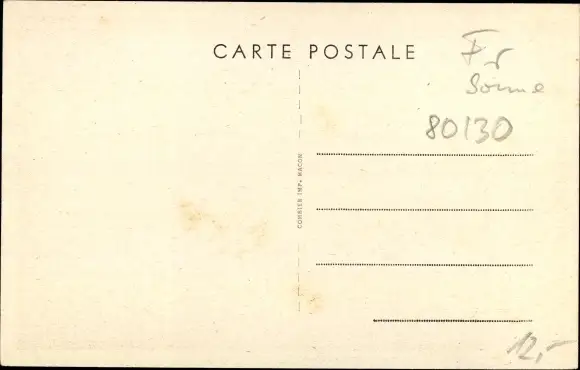 CARTE POSTALE
Fr
Somme
80130
COMBIER IMP. MACON
12,-